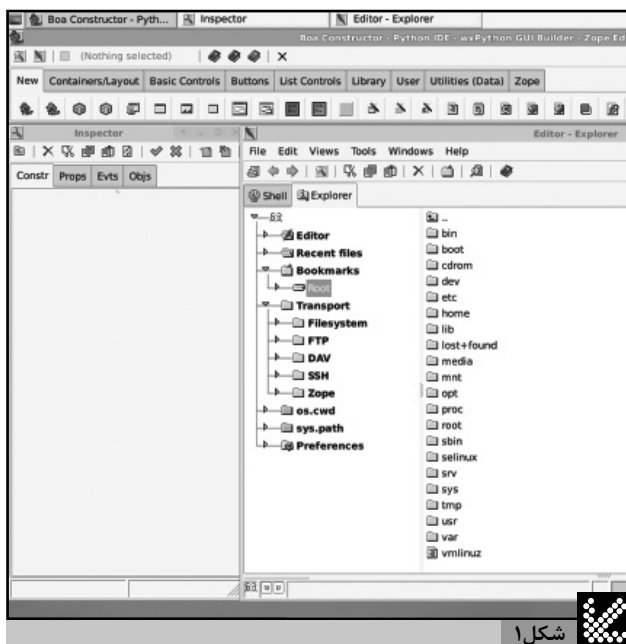 Boa Constructor - Pyth...
Inspector
Editor - Explorer
Boa Constructor - Python IDE - wxPython GUI Builder - Zope Ed
(Nothing selected)
New Containers/Layout Basic Controls Buttons List Controls Library User Utilities (Data) Zope
Inspector
Constr Props Evts Objs
Editor - Explorer
File Edit Views Tools Windows Help
Shell Explorer
Editor
Recent files
Bookmarks
Root
Transport
Filesystem
FTP
DAV
SSH
Zope
os.cwd
sys.path
Preferences
..
bin
boot
cdrom
dev
etc
home
lib
lost+found
media
mnt
opt
proc
root
sbin
selinux
srv
sys
tmp
usr
var
vmlinuz
شکل۱